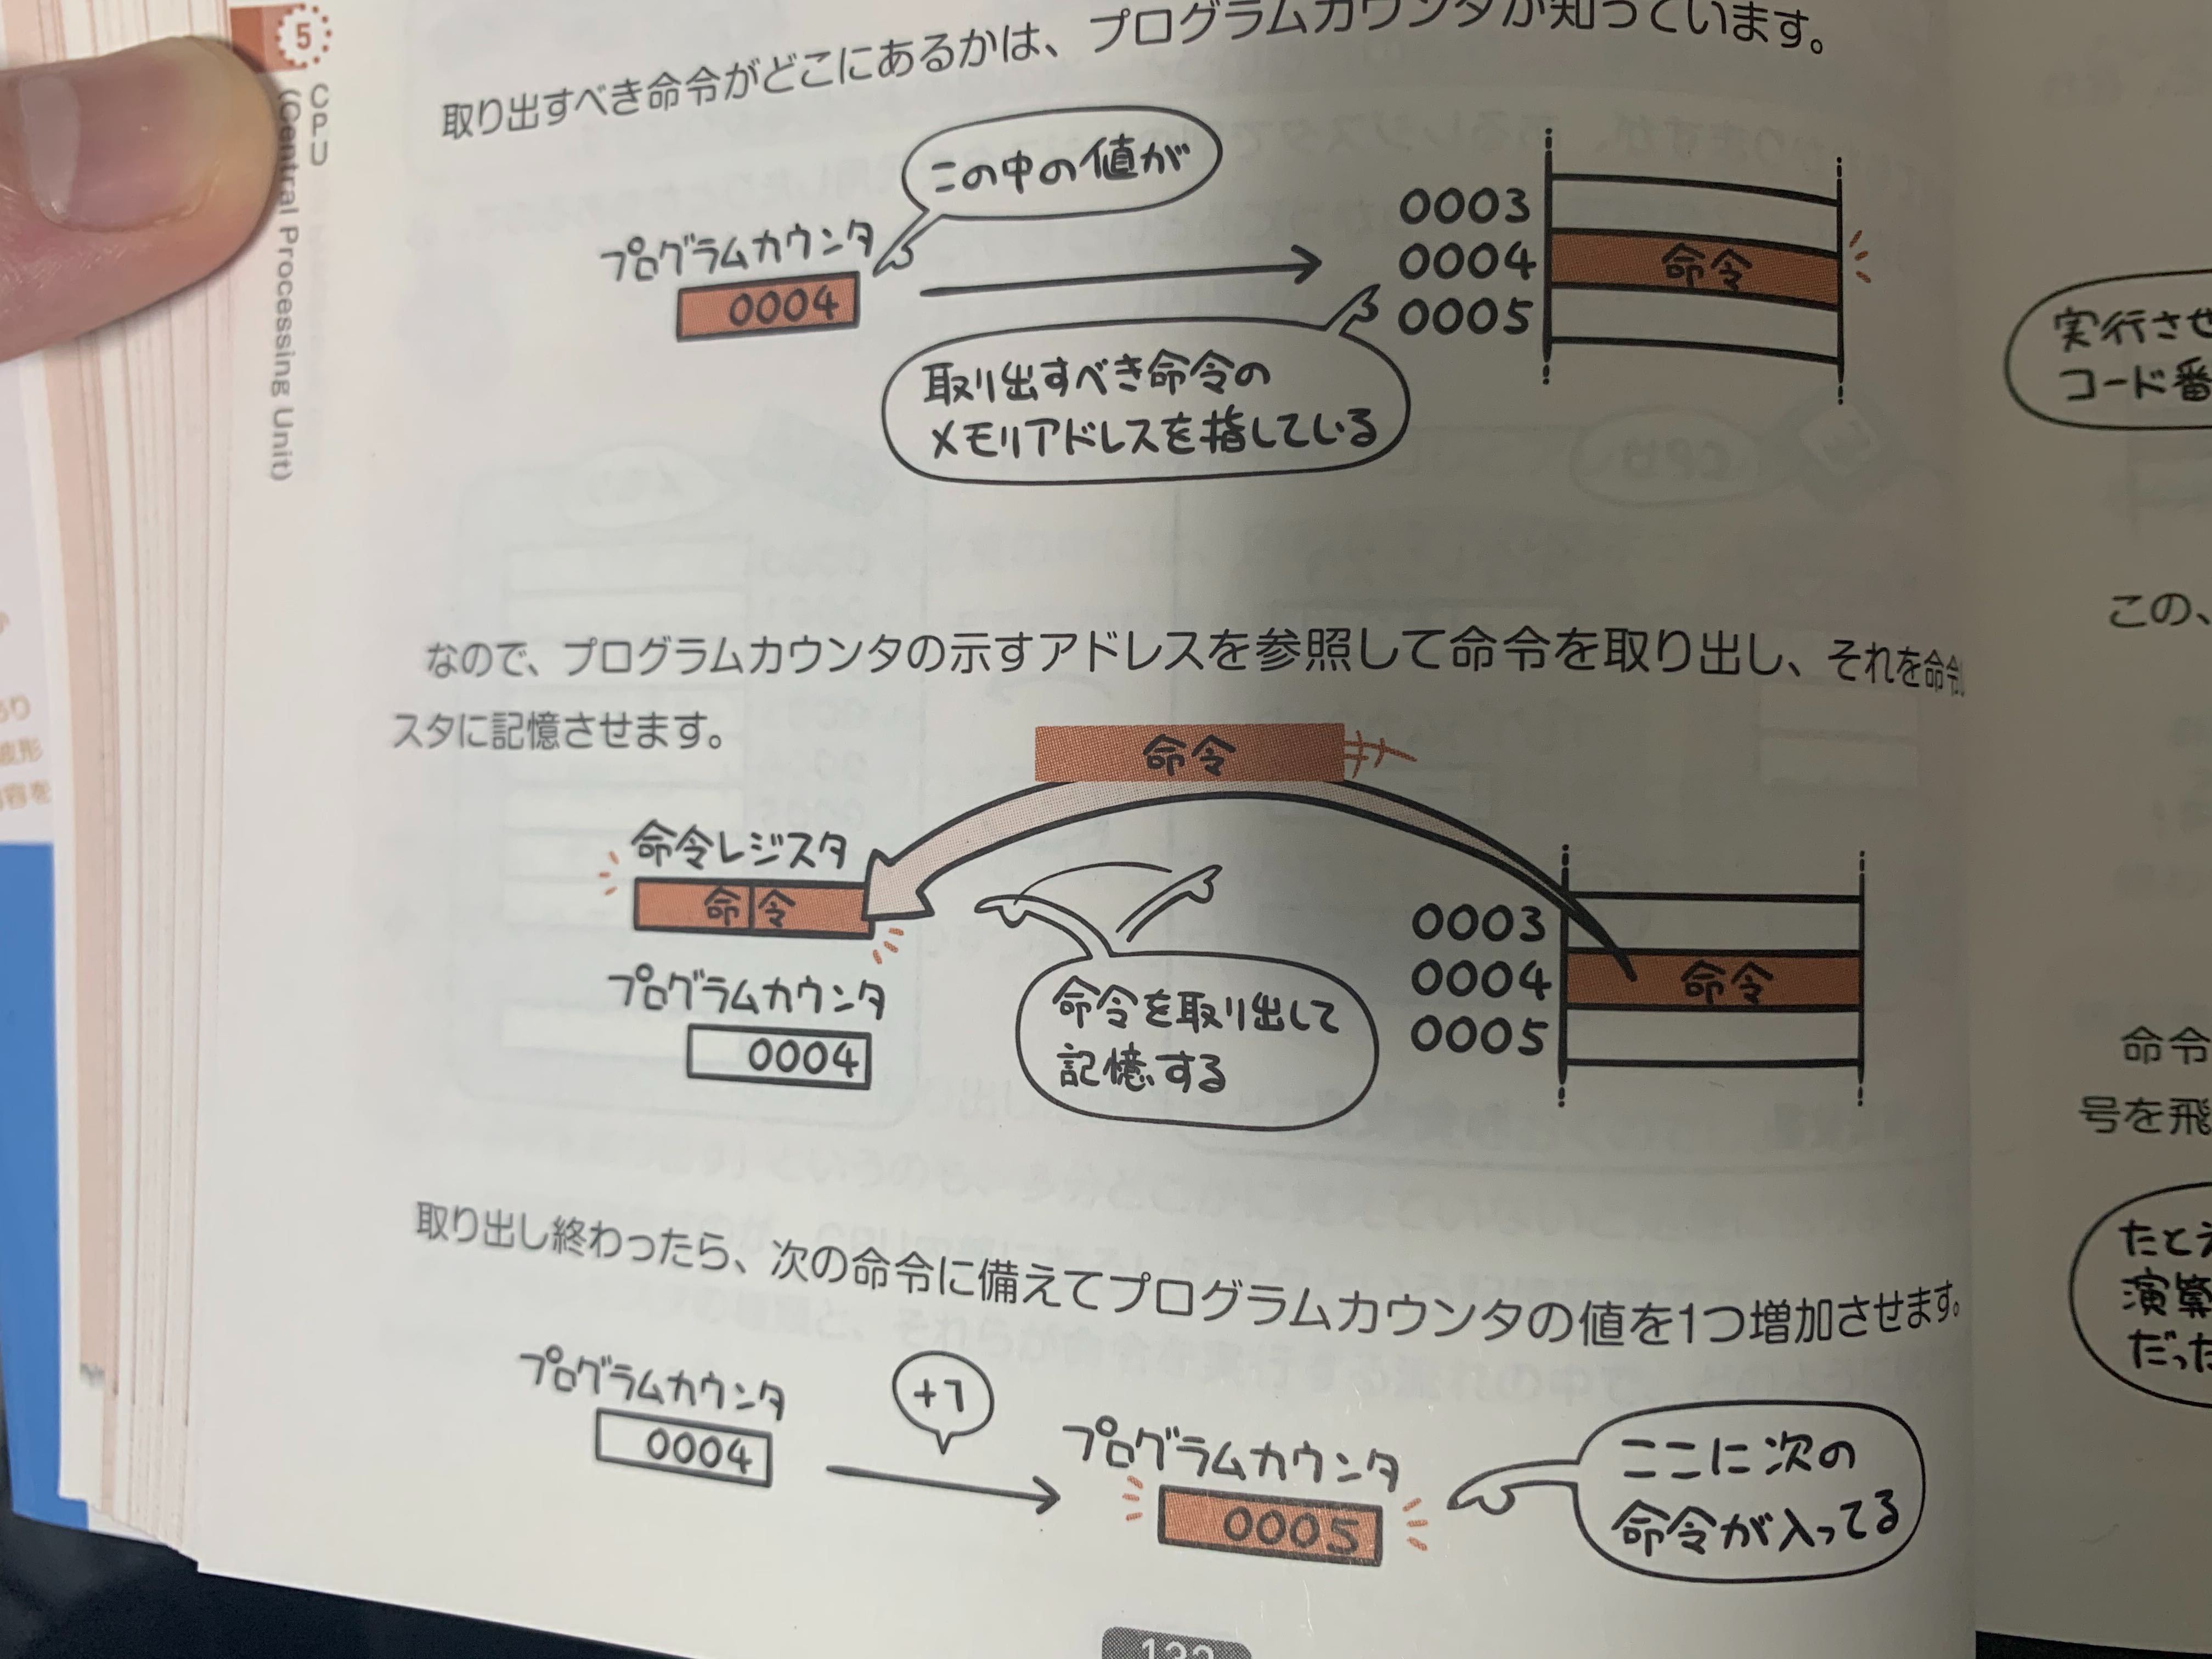 5
CPU
(Central Processing Unit)
取り出すべき命令がどこにあるかは、プログラムカウンタが知っています。
この中の値が
プログラムカウンタ
0004
0003
0004
命令
0005
取り出すべき命令の
メモリアドレスを指している
なので、プログラムカウンタの示すアドレスを参照して命令を取り出し、それを命令
スタに記憶させます。
命令
命令レジスタ
命令
プログラムカウンタ
0004
命令を取り出して
記憶する
0003
0004
命令
0005
取り出し終わったら、次の命令に備えてプログラムカウンタの値を1つ増加させます。
プログラムカウンタ
0004
+1
プログラムカウンタ
0005
ここに次の
命令が入ってる
実行させ
コード番
この、
命令
号を飛
たとえ
演算
だった